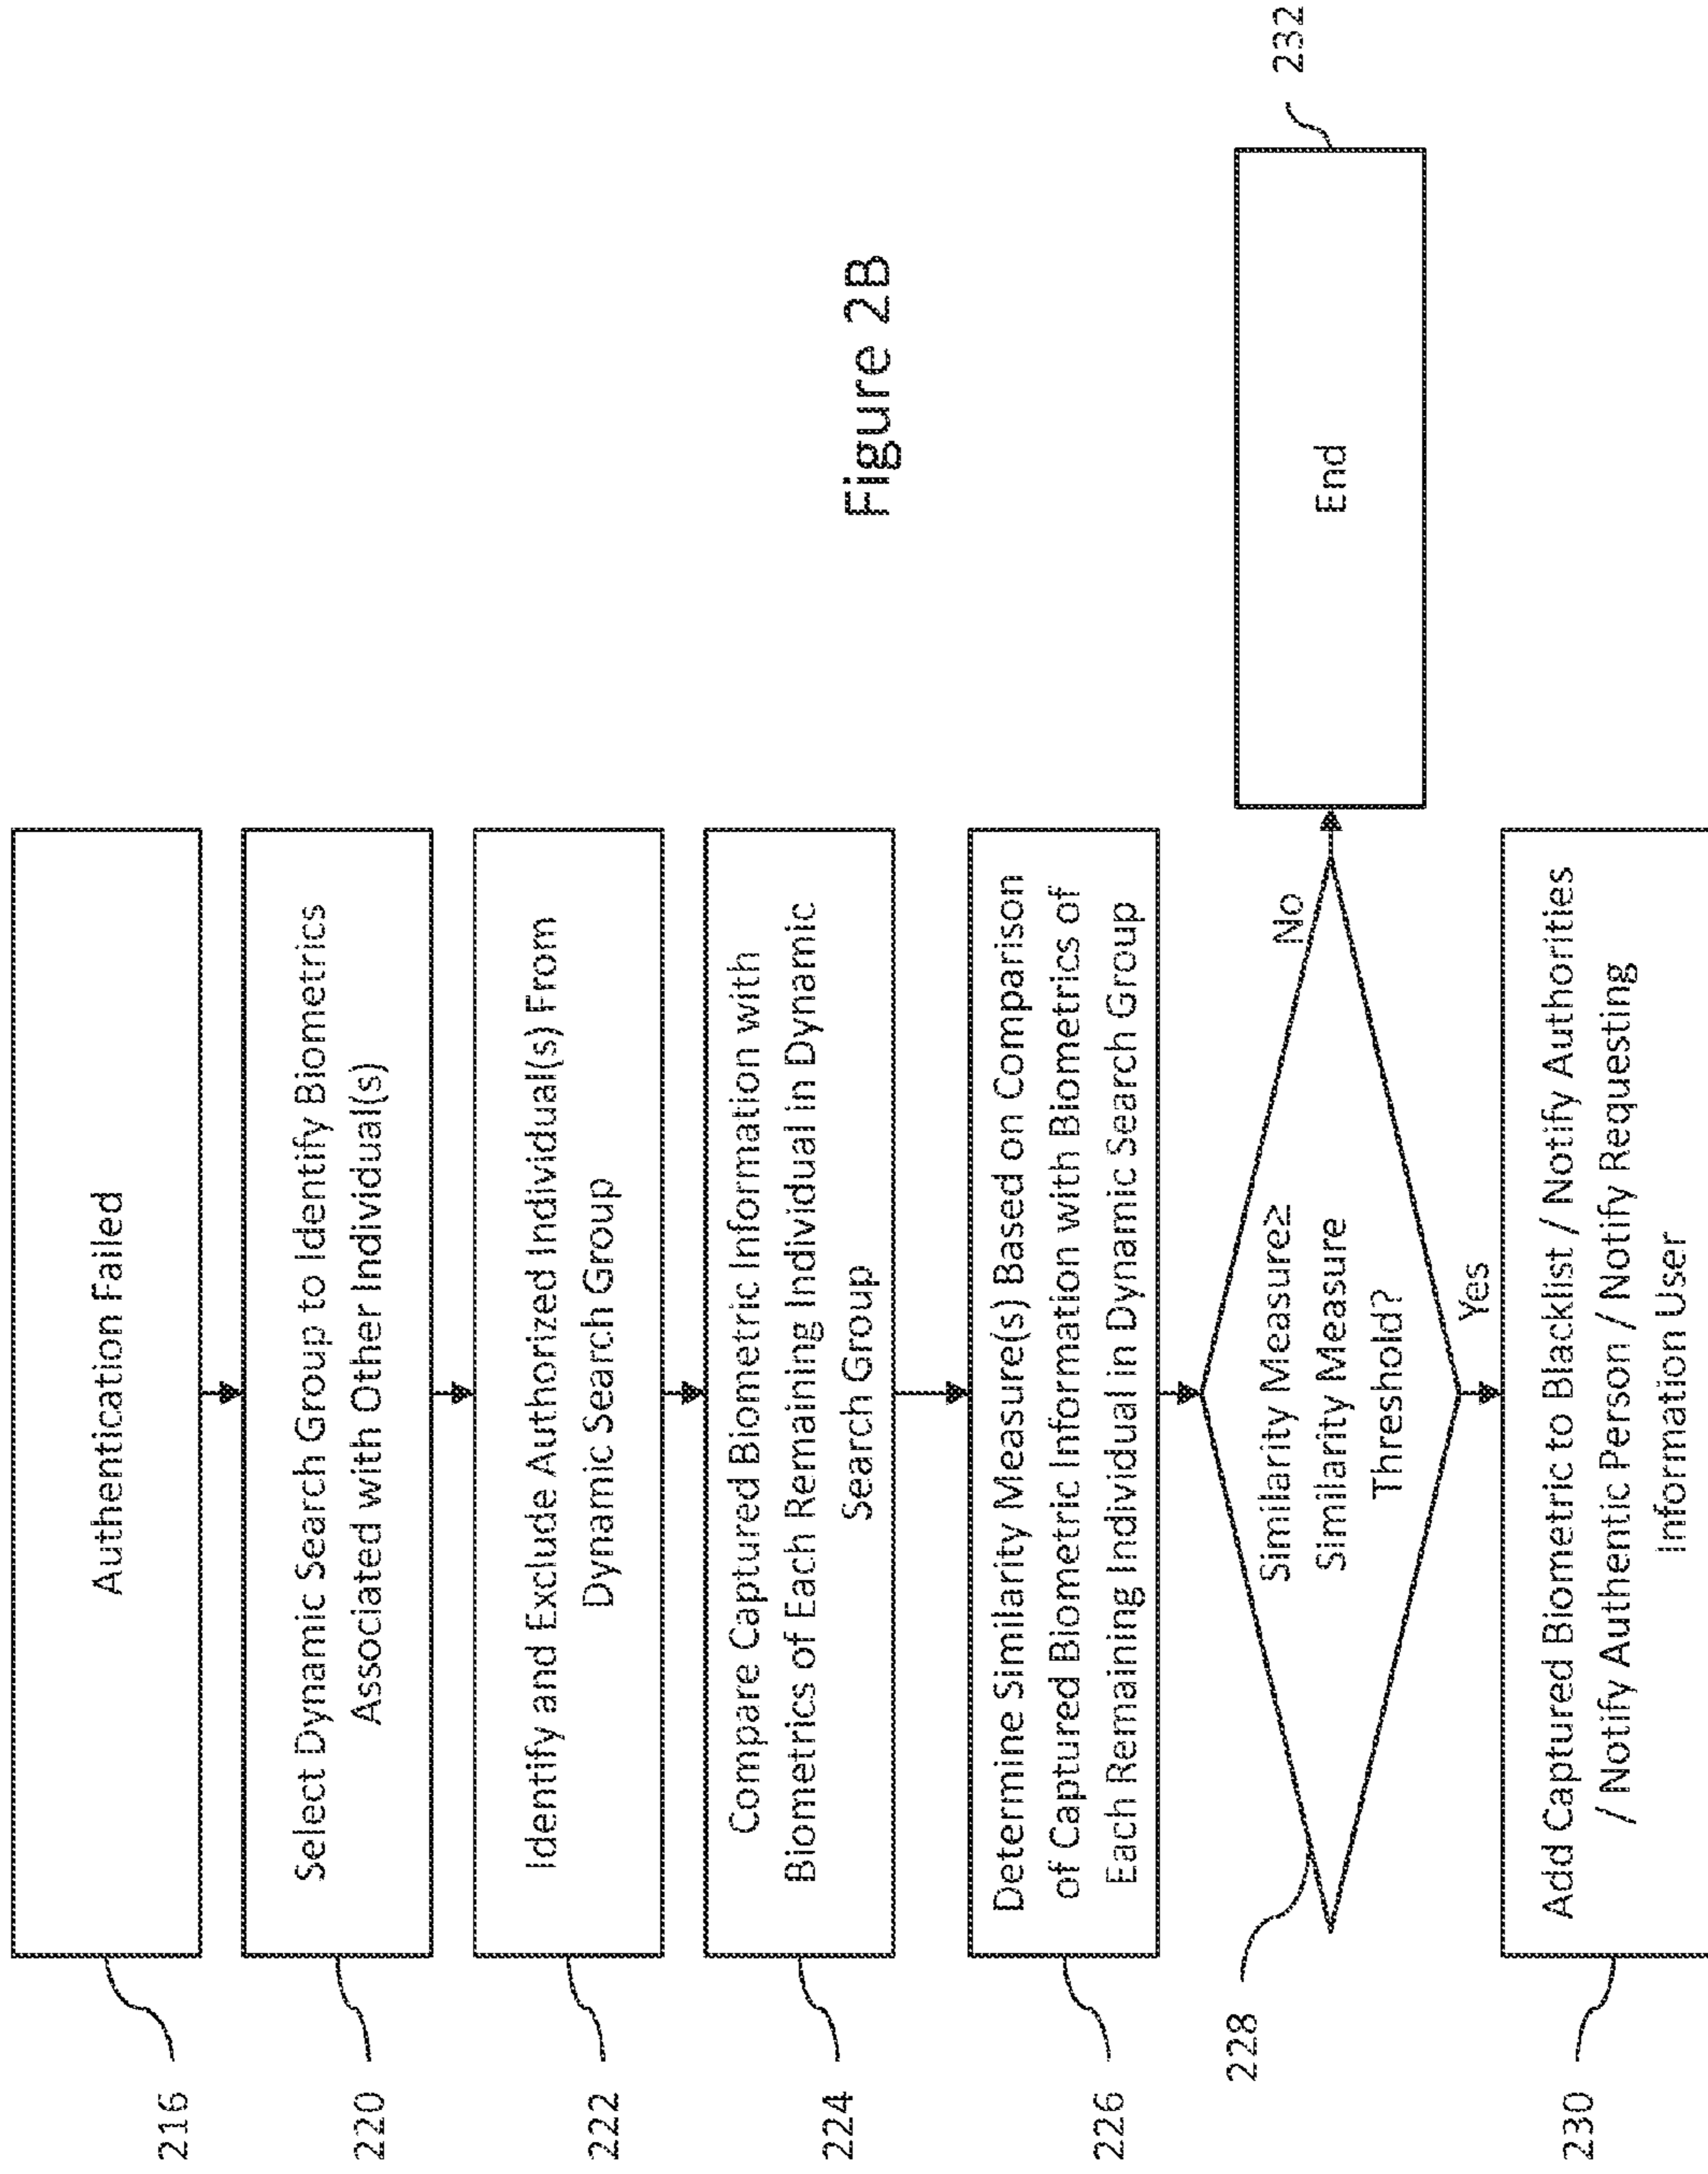 216
Authentication Failed
220
Select Dynamic Search Group to Identify Biometrics
Associated with Other Individual(s)
222
Identify and Exclude Authorized Individual(s) From
Dynamic Search Group
224
Compare Captured Biometric Information with
Biometrics of Each Remaining Individual in Dynamic
Search Group
226
Determine Similarity Measure(s) Based on Comparison
of Captured Biometric Information with Biometrics of
Each Remaining Individual in Dynamic Search Group
228
Similarity Measure≥
Similarity Measure
Threshold?
No
End
232
Yes
230
Add Captured Biometric to Blacklist / Notify Authorities
/ Notify Authentic Person / Notify Requesting
Information User
Figure 2B